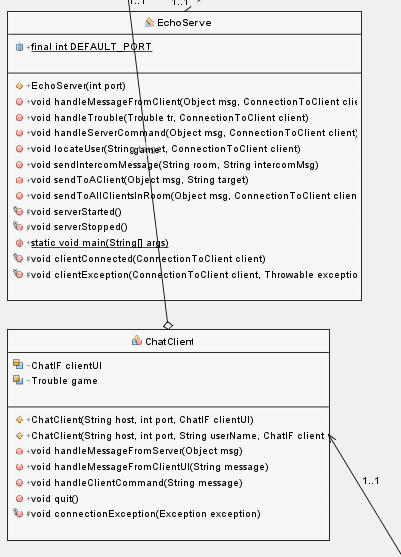 1..1
1..1
EchoServe
+final int DEFAULT_PORT
+EchoServer(int port)
+void handleMessageFromClient(Object msg, ConnectionToClient clie
+void handleTrouble(Trouble tr, ConnectionToClient client)
+void handleServerCommand(Object msg, ConnectionToClient client)
+void locateUser(String target, ConnectionToClient client)
-game
+void sendIntercomMessage(String room, String intercomMsg)
+void sendToAClient(Object msg, String target)
+void sendToAllClientsInRoom(Object msg, ConnectionToClient clien
#void serverStarted()
#void serverStopped()
+static void main(String[] args)
#void clientConnected(ConnectionToClient client)
#void clientException(ConnectionToClient client, Throwable exceptio
ChatClient
~ChatIF clientUI
~Trouble game
+ChatClient(String host, int port, ChatIF clientUI)
+ChatClient(String host, int port, String userName, ChatIF client
+void handleMessageFromServer(Object msg)
+void handleMessageFromClientUI(String message)
+void handleClientCommand(String message)
+void quit()
#void connectionException(Exception exception)
1..1